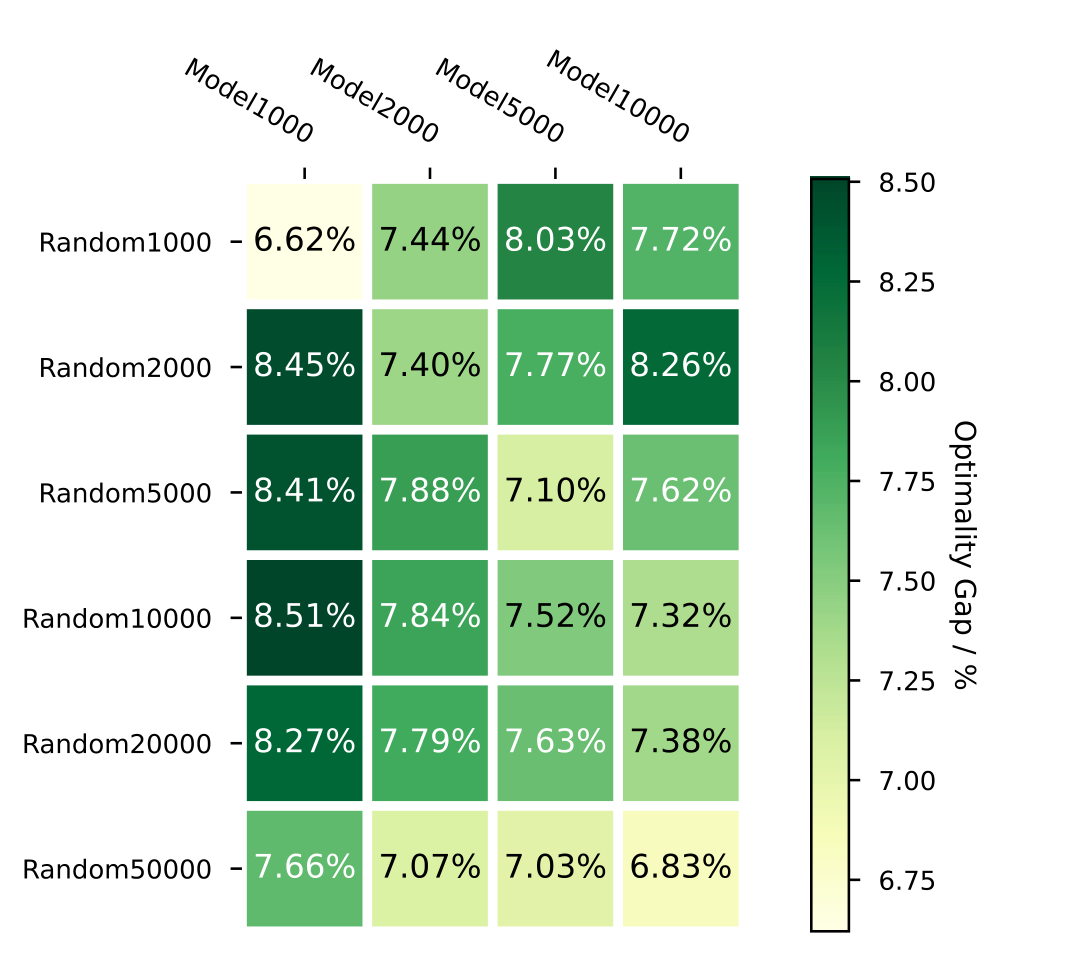 Model1000 Model2000 Model5000 Model10000
Random1000 6.62% 7.44% 8.03% 7.72%
Random2000 8.45% 7.40% 7.77% 8.26%
Random5000 8.41% 7.88% 7.10% 7.62%
Random10000 8.51% 7.84% 7.52% 7.32%
Random20000 8.27% 7.79% 7.63% 7.38%
Random50000 7.66% 7.07% 7.03% 6.83%
8.50
8.25
8.00
7.75
7.50
7.25
7.00
6.75
Optimality Gap / %